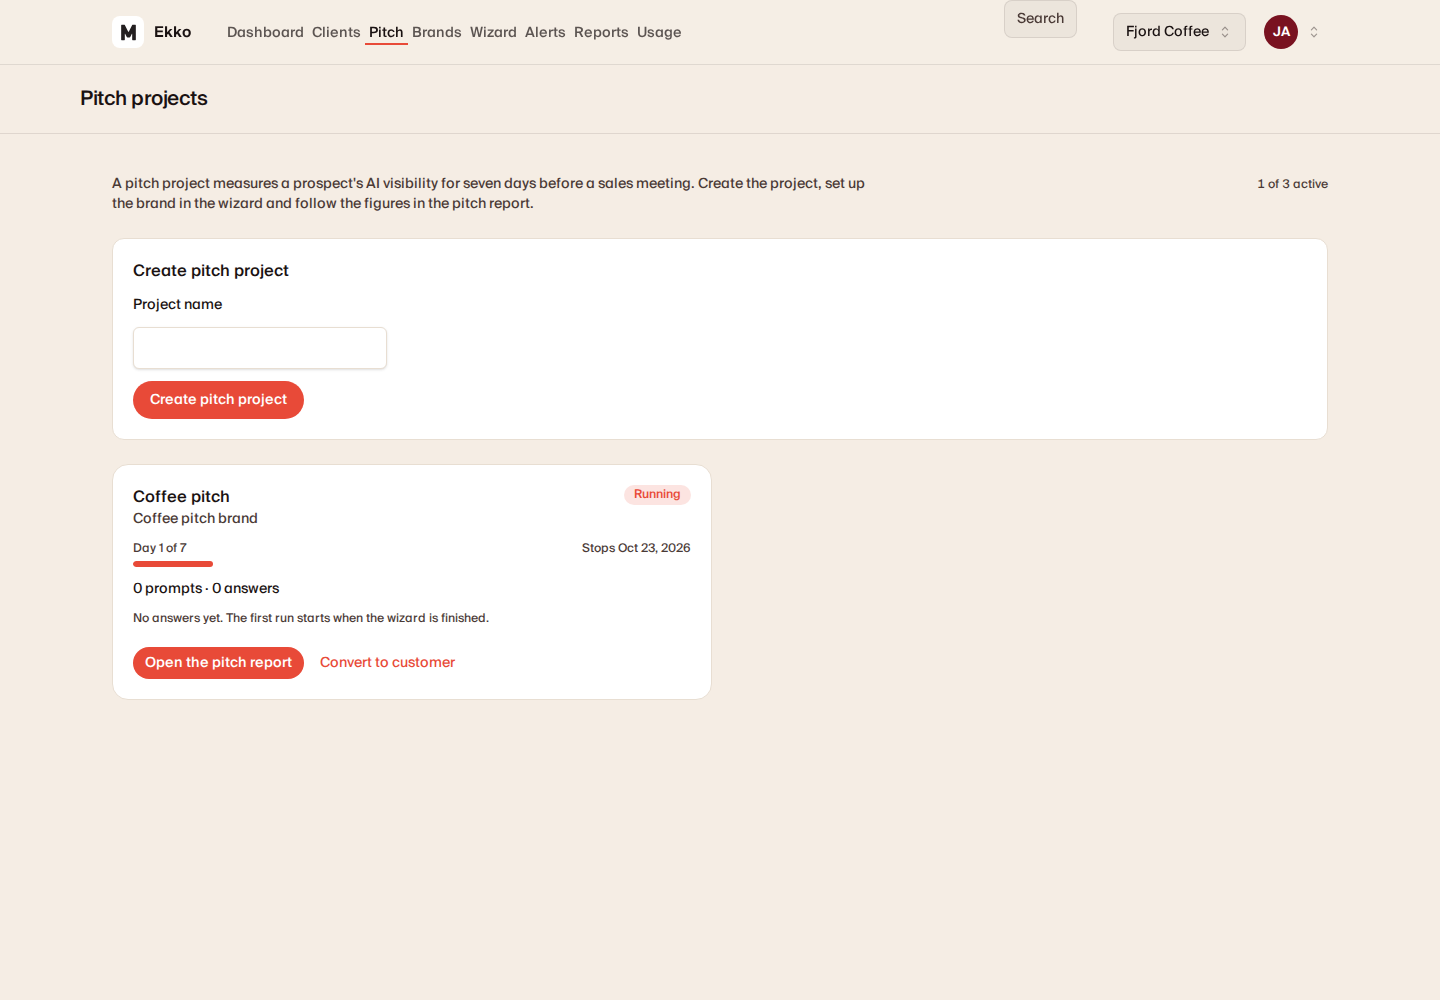 M Ekko Dashboard Clients Pitch Brands Wizard Alerts Reports Usage Search Fjord Coffee JA
Pitch projects
A pitch project measures a prospect's AI visibility for seven days before a sales meeting. Create the project, set up
the brand in the wizard and follow the figures in the pitch report.
1 of 3 active
Create pitch project
Project name
Create pitch project
Coffee pitch
Running
Coffee pitch brand
Day 1 of 7
Stops Oct 23, 2026
0 prompts · 0 answers
No answers yet. The first run starts when the wizard is finished.
Open the pitch report
Convert to customer